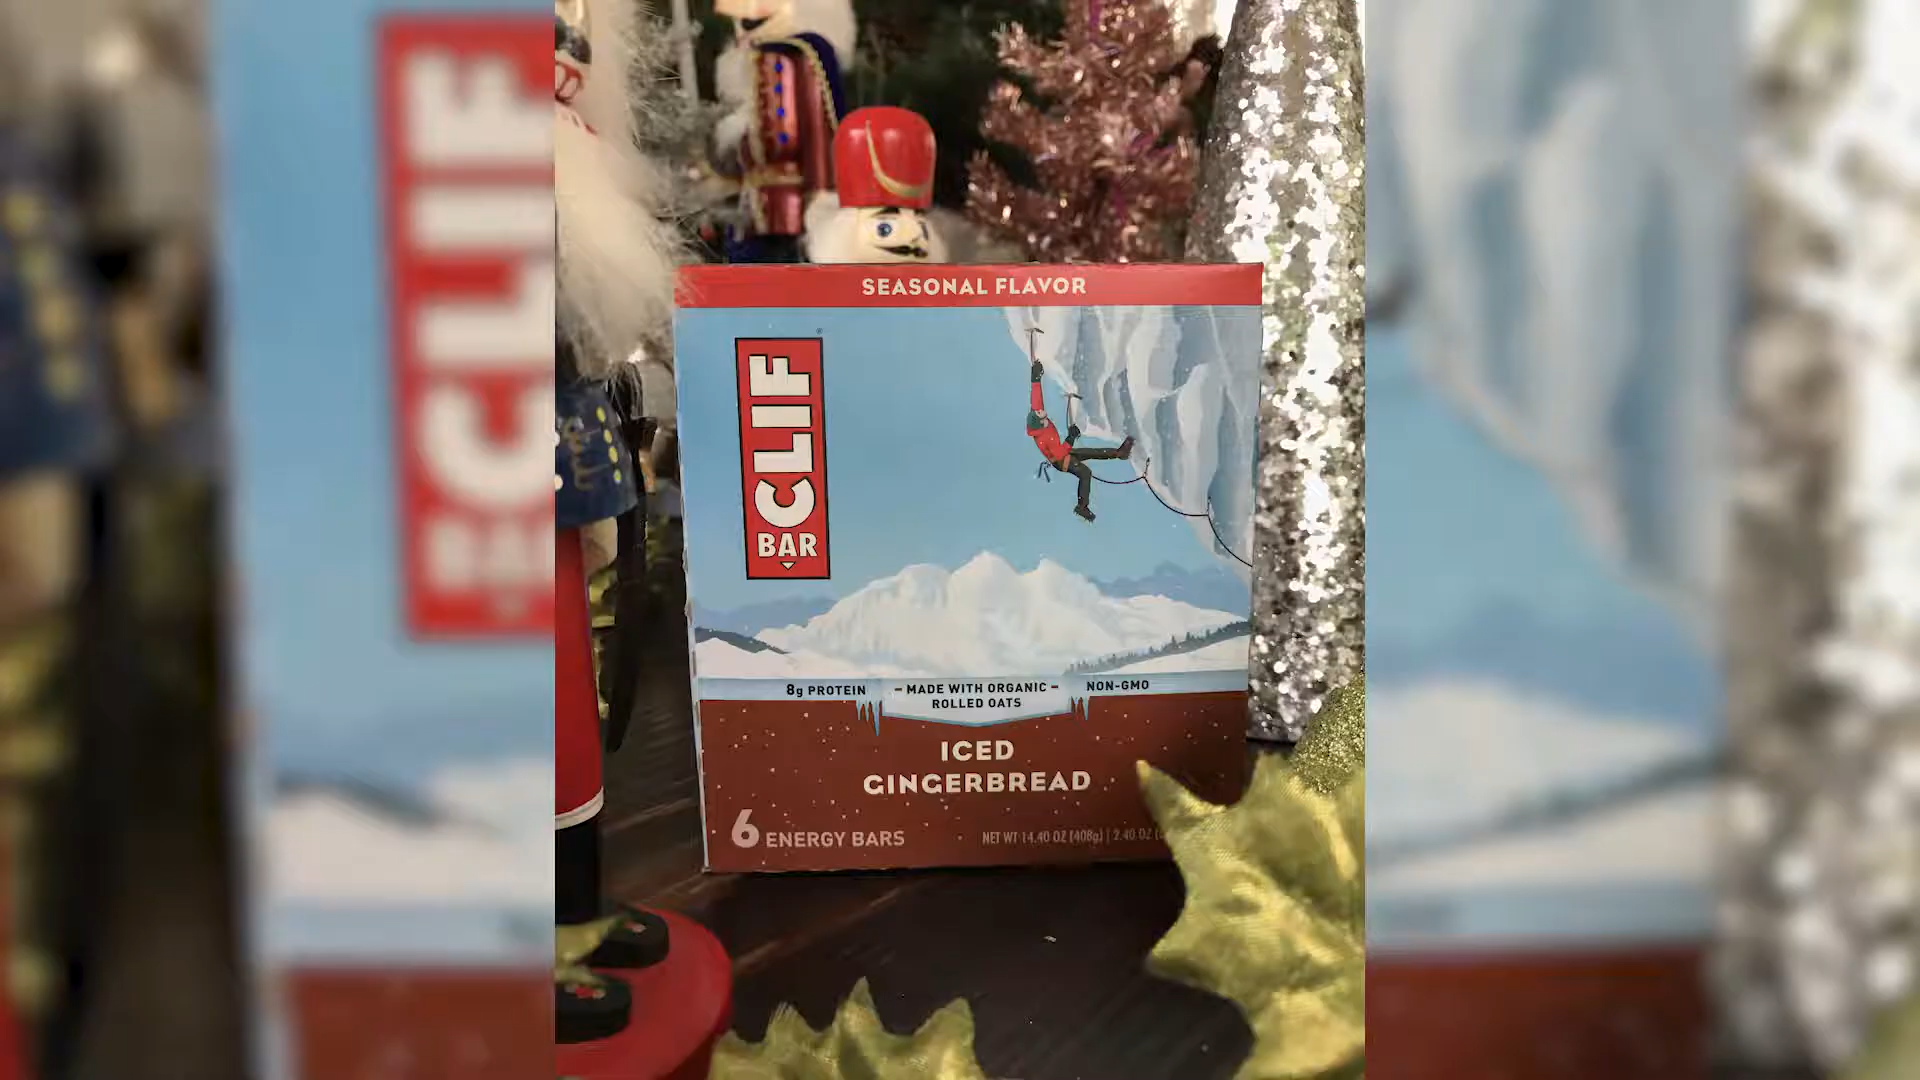 SEASONAL FLAVOR
CLIF
BAR
8g PROTEIN
– MADE WITH ORGANIC –
ROLLED OATS
NON-GMO
ICED
GINGERBREAD
6 ENERGY BARS
NET WT 14.40 OZ (408g) | 2.40 OZ